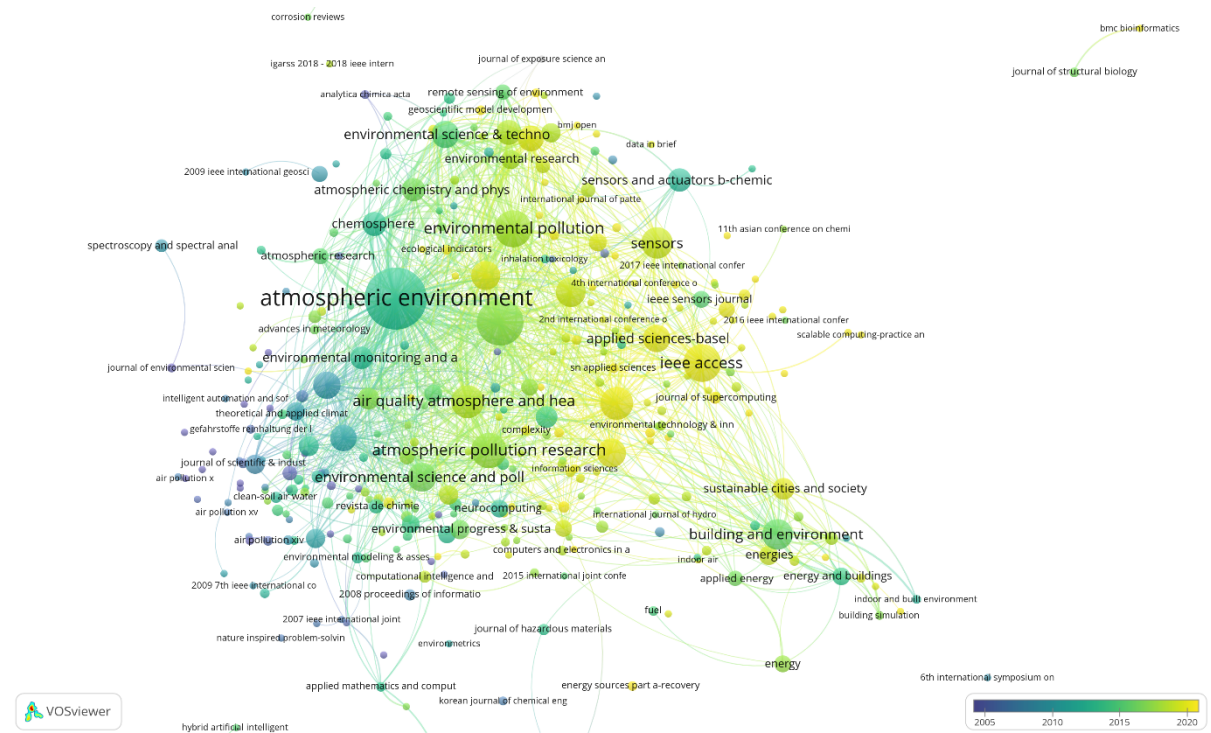 corrosion reviews
bmc bioinformatics
igarss 2018 - 2018 ieee intern
journal of exposure science an
journal of structural biology
analytica chimica acta
remote sensing of environment
geoscientific model developmen
environmental science & techno
bmj open
data in brief
environmental research
2009 ieee international geosci
sensors and actuators b-chemic
atmospheric chemistry and phys
international journal of patte
chemosphere
environmental pollution
11th asian conference on chemi
spectroscopy and spectral anal
ecological indicators
sensors
atmospheric research
inhalation toxicology
2017 ieee international confer
4th international conference o
atmospheric environment
ieee sensors journal
advances in meteorology
2nd international conference o
2016 ieee international confer
applied sciences-basel
scalable computing-practice an
environmental monitoring and a
journal of environmental scien
sn applied sciences
ieee access
intelligent automation and sof
air quality atmosphere and hea
journal of supercomputing
theoretical and applied climat
gefahrstoffe reinhaltung der l
complexity
environmental technology & inn
atmospheric pollution research
journal of scientific & indust
information sciences
air pollution x
environmental science and poll
clean-soil air water
sustainable cities and society
air pollution xv
revista de chimie
neurocomputing
international journal of hydro
environmental progress & susta
building and environment
air pollution xiv
computers and electronics in a
energies
environmental modeling & asses
indoor air
computational intelligence and
2015 international joint confe
applied energy
energy and buildings
2009 7th ieee international co
2008 proceedings of informatio
indoor and built environment
fuel
building simulation
2007 ieee international joint
journal of hazardous materials
nature inspired problem-solvin
environmetrics
energy
6th international symposium on
applied mathematics and comput
energy sources part a-recovery
korean journal of chemical eng
VOSviewer
hybrid artificial intelligent
2005 2010 2015 2020